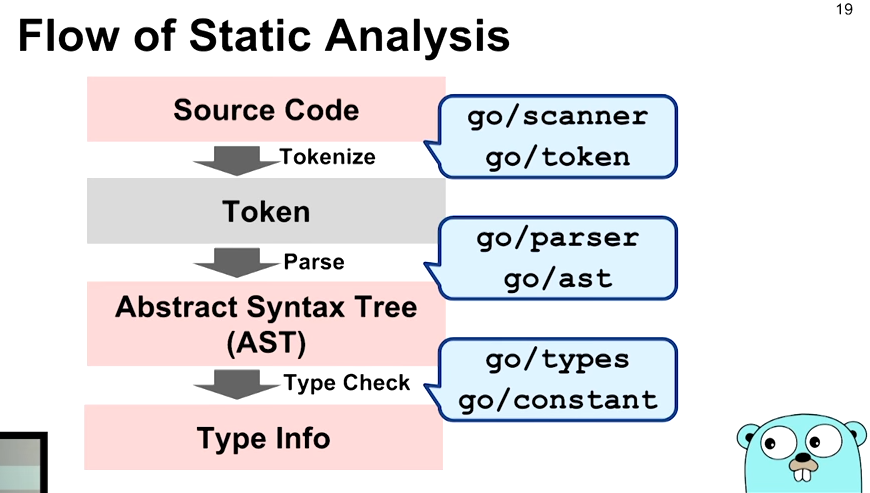 19
Flow of Static Analysis
Source Code
go/scanner
go/token
Tokenize
Token
go/parser
go/ast
Parse
Abstract Syntax Tree
(AST)
go/types
go/constant
Type Check
Type Info